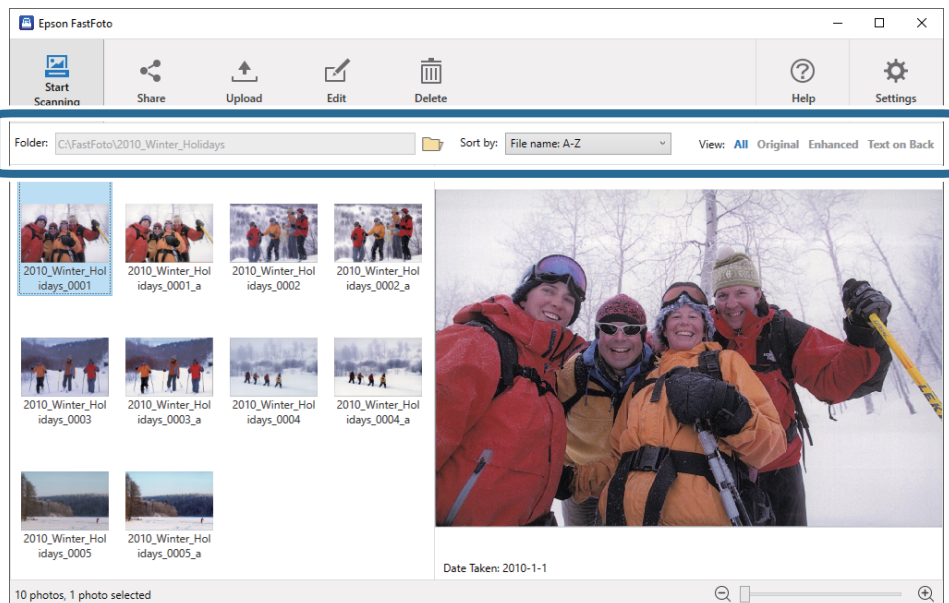 Epson FastFoto
Start
Scanning
Share
Upload
Edit
Delete
Help
Settings
Folder: C:\FastFoto\2010_Winter_Holidays
Sort by: File name: A-Z
View: All Original Enhanced Text on Back
2010_Winter_Hol
idays_0001
2010_Winter_Hol
idays_0001_a
2010_Winter_Hol
idays_0002
2010_Winter_Hol
idays_0002_a
2010_Winter_Hol
idays_0003
2010_Winter_Hol
idays_0003_a
2010_Winter_Hol
idays_0004
2010_Winter_Hol
idays_0004_a
2010_Winter_Hol
idays_0005
2010_Winter_Hol
idays_0005_a
Date Taken: 2010-1-1
10 photos, 1 photo selected